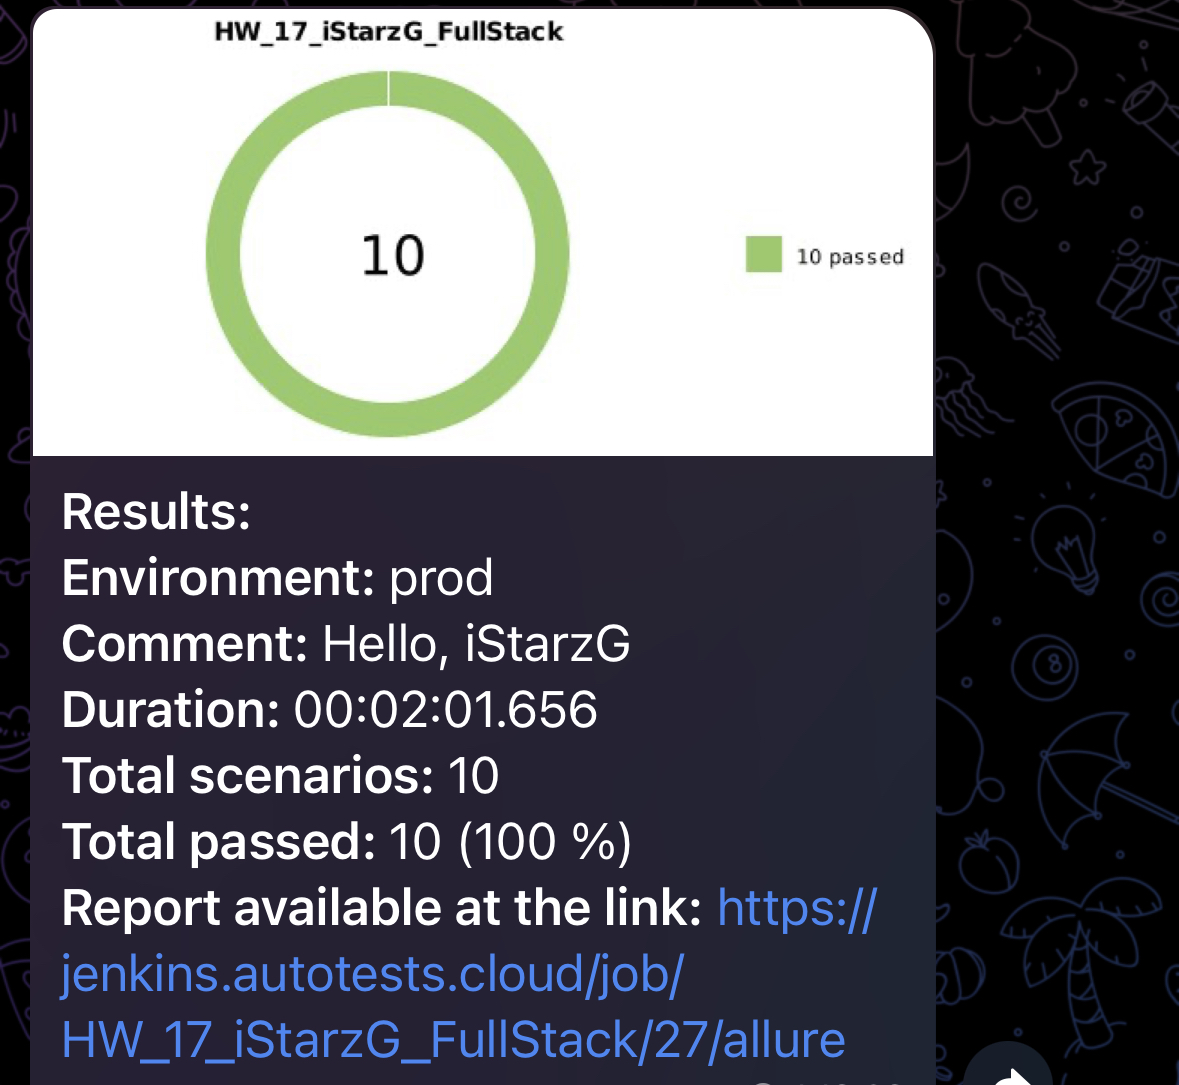 HW_17_iStarzG_FullStack
10
10 passed
Results:
Environment: prod
Comment: Hello, iStarzG
Duration: 00:02:01.656
Total scenarios: 10
Total passed: 10 (100 %)
Report available at the link: https://
jenkins.autotests.cloud/job/
HW_17_iStarzG_FullStack/27/allure